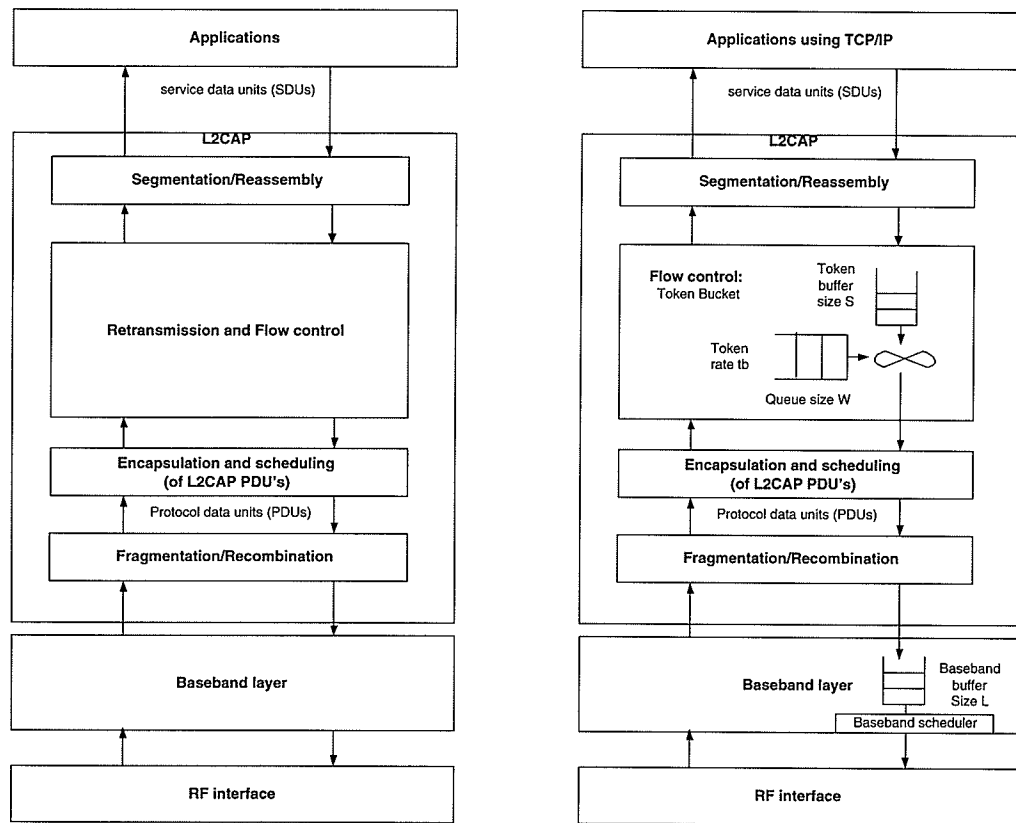 Applications
service data units (SDUs)
L2CAP
Segmentation/Reassembly
Retransmission and Flow control
Encapsulation and scheduling
(of L2CAP PDU's)
Protocol data units (PDUs)
Fragmentation/Recombination
Baseband layer
RF interface
Applications using TCP/IP
service data units (SDUs)
L2CAP
Segmentation/Reassembly
Flow control:
Token Bucket
Token
buffer
size S
Token
rate tb
Queue size W
Encapsulation and scheduling
(of L2CAP PDU's)
Protocol data units (PDUs)
Fragmentation/Recombination
Baseband layer
Baseband
buffer
Size L
Baseband scheduler
RF interface